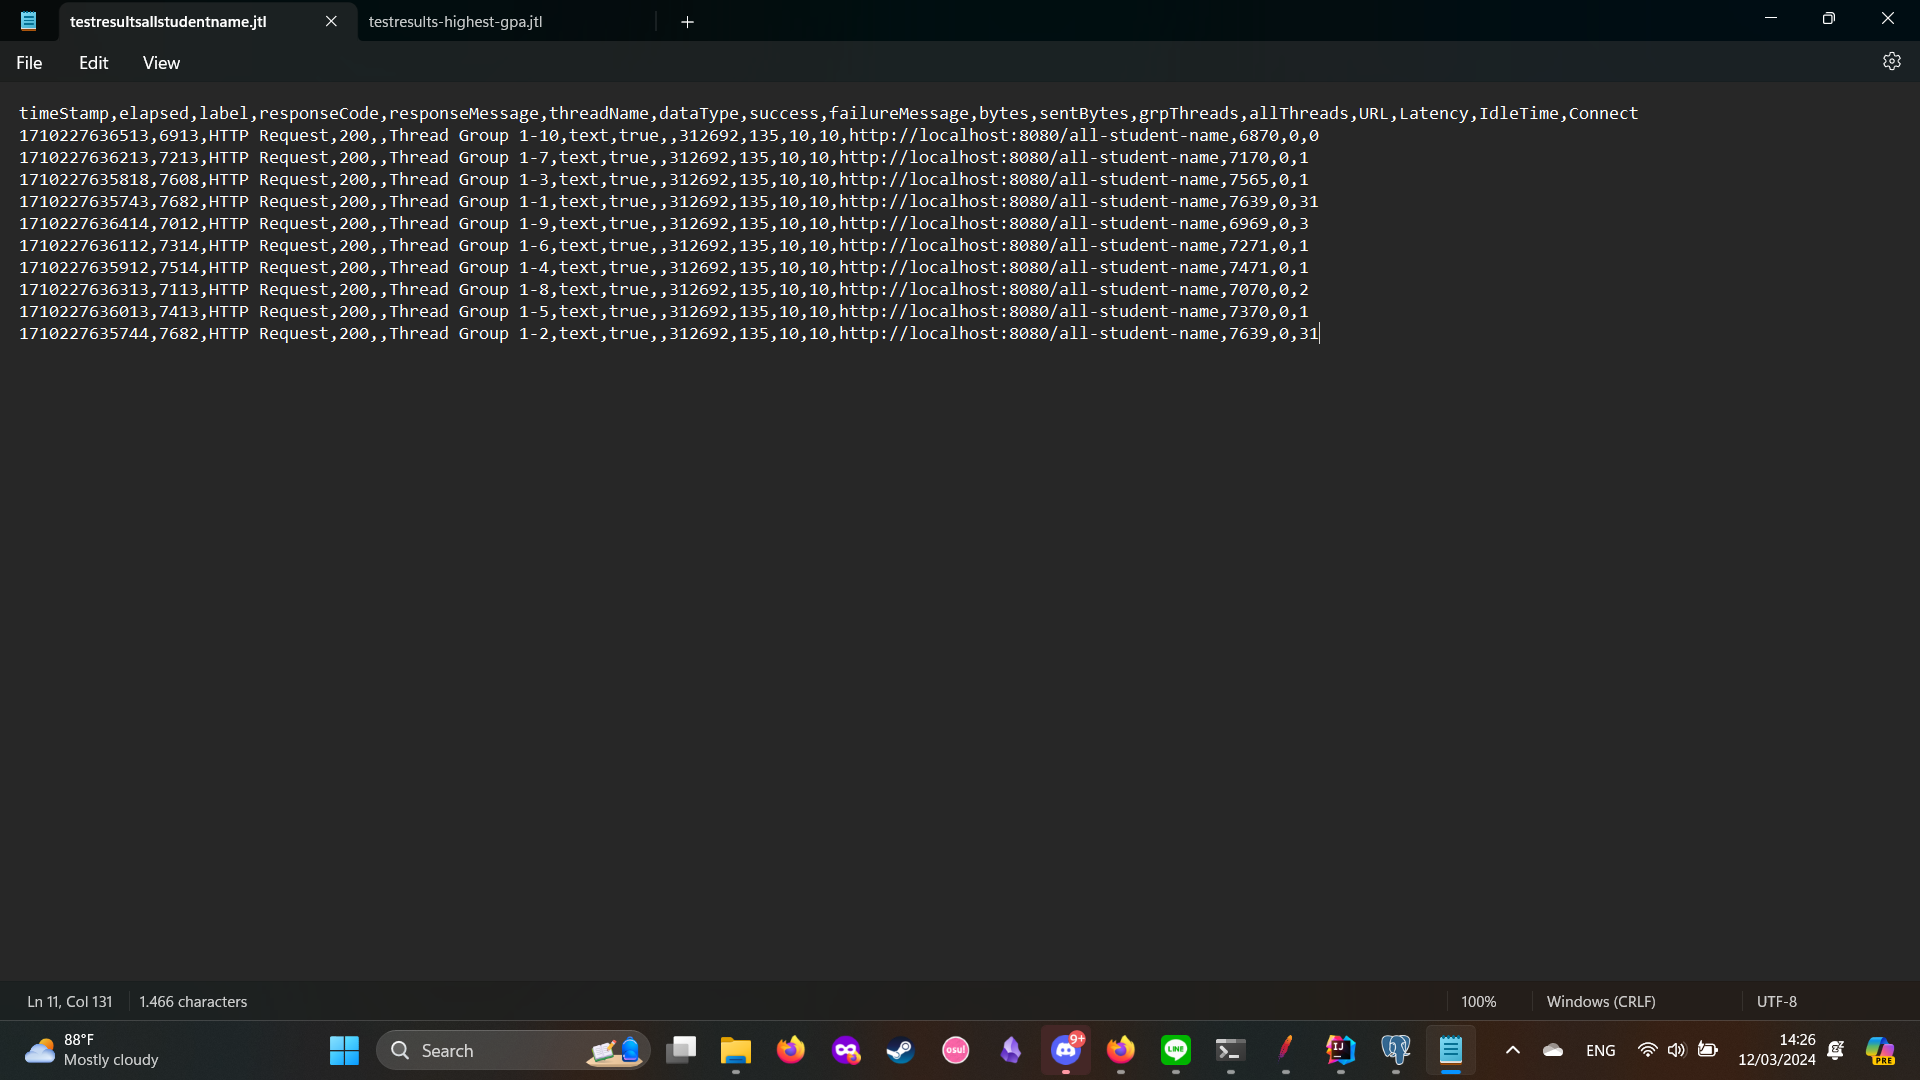 testresultsallstudentname.jtl
testresults-highest-gpa.jtl
File Edit View
timeStamp,elapsed,label,responseCode,responseMessage,threadName,dataType,success,failureMessage,bytes,sentBytes,grpThreads,allThreads,URL,Latency,IdleTime,Connect
1710227636513,6913,HTTP Request,200,,Thread Group 1-10,text,true,,312692,135,10,10,http://localhost:8080/all-student-name,6870,0,0
1710227636213,7213,HTTP Request,200,,Thread Group 1-7,text,true,,312692,135,10,10,http://localhost:8080/all-student-name,7170,0,1
1710227635818,7608,HTTP Request,200,,Thread Group 1-3,text,true,,312692,135,10,10,http://localhost:8080/all-student-name,7565,0,1
1710227635743,7682,HTTP Request,200,,Thread Group 1-1,text,true,,312692,135,10,10,http://localhost:8080/all-student-name,7639,0,31
1710227636414,7012,HTTP Request,200,,Thread Group 1-9,text,true,,312692,135,10,10,http://localhost:8080/all-student-name,6969,0,3
1710227636112,7314,HTTP Request,200,,Thread Group 1-6,text,true,,312692,135,10,10,http://localhost:8080/all-student-name,7271,0,1
1710227635912,7514,HTTP Request,200,,Thread Group 1-4,text,true,,312692,135,10,10,http://localhost:8080/all-student-name,7471,0,1
1710227636313,7113,HTTP Request,200,,Thread Group 1-8,text,true,,312692,135,10,10,http://localhost:8080/all-student-name,7070,0,2
1710227636013,7413,HTTP Request,200,,Thread Group 1-5,text,true,,312692,135,10,10,http://localhost:8080/all-student-name,7370,0,1
1710227635744,7682,HTTP Request,200,,Thread Group 1-2,text,true,,312692,135,10,10,http://localhost:8080/all-student-name,7639,0,31
Ln 11, Col 131 1.466 characters 100% Windows (CRLF) UTF-8
88°F
Mostly cloudy
Search
osu!
9+
LINE
IJ
ENG
14:26
12/03/2024
PRE